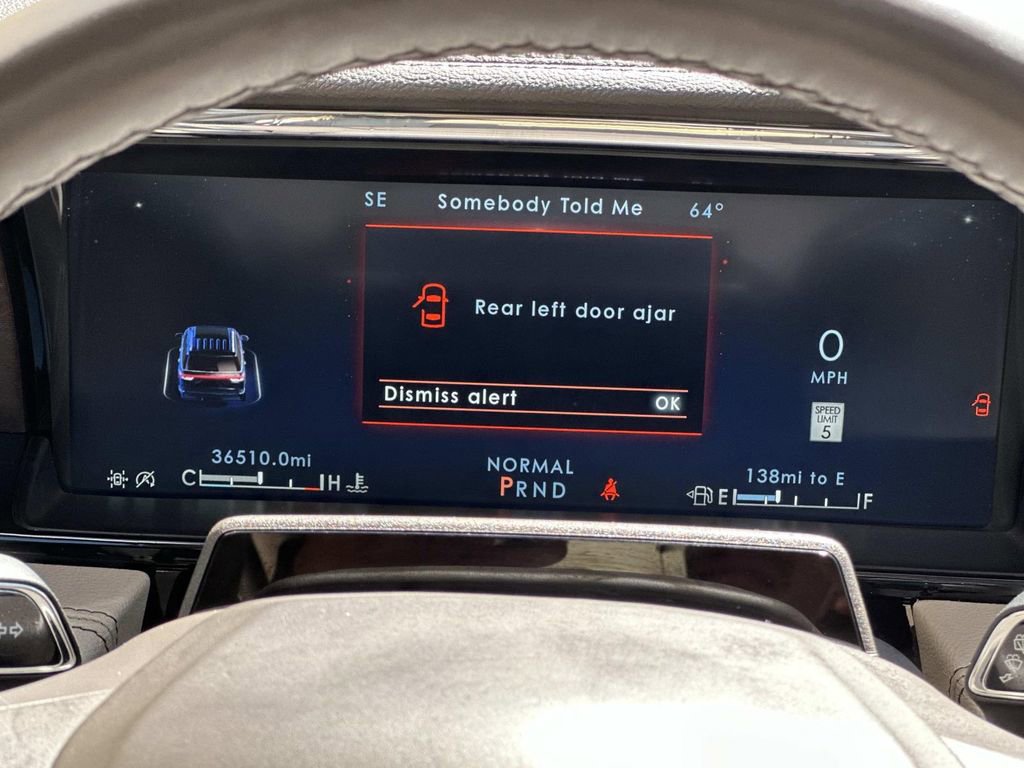 SE Somebody Told Me 64°
Rear left door ajar
Dismiss alert OK
0
MPH
SPEED
LIMIT
5
36510.0mi
C H
NORMAL
PRND
138mi to E
E F